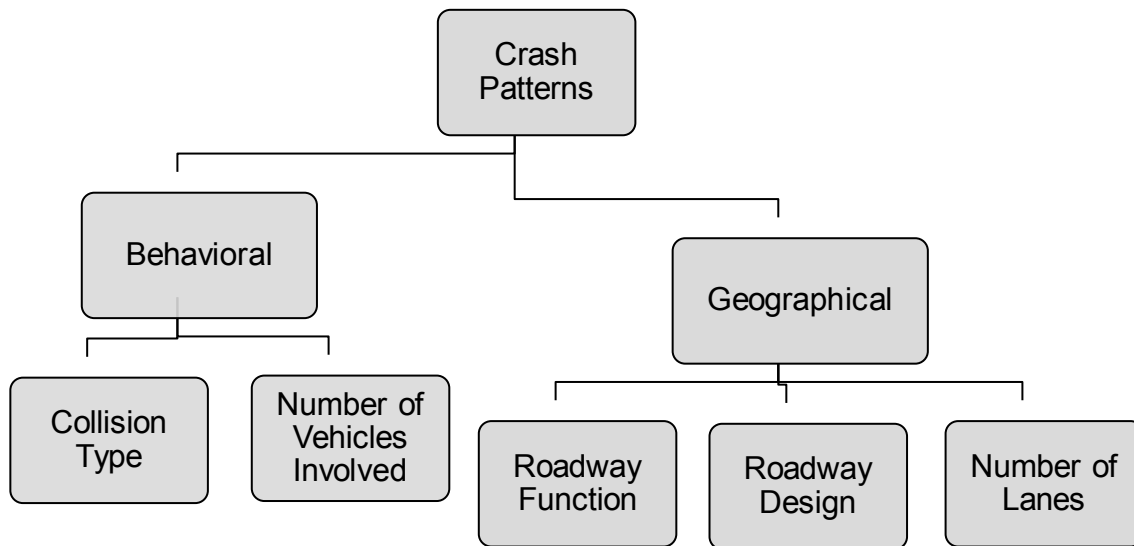 Crash
Patterns
Behavioral
Geographical
Collision
Type
Number of
Vehicles
Involved
Roadway
Function
Roadway
Design
Number of
Lanes